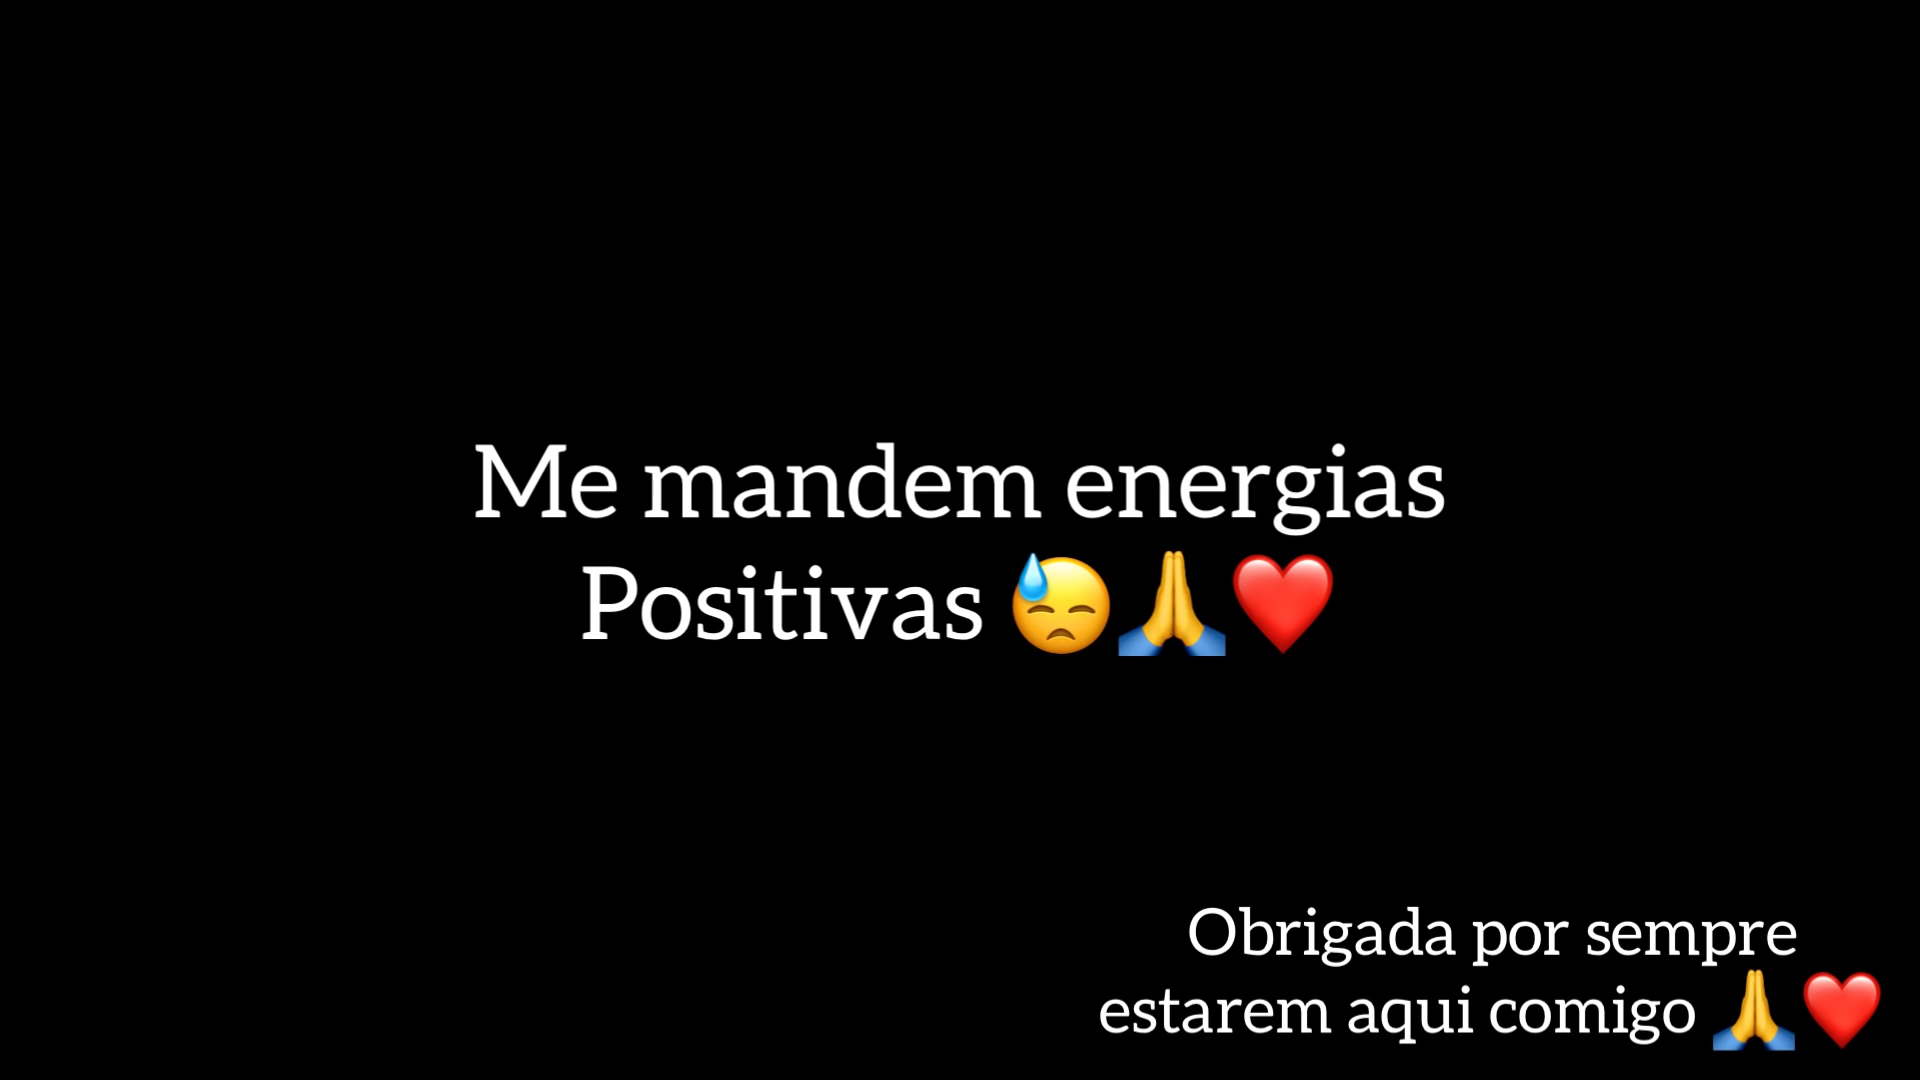 Me mandem energias
Positivas 😓🙏❤️
Obrigada por sempre
estarem aqui comigo 🙏❤️